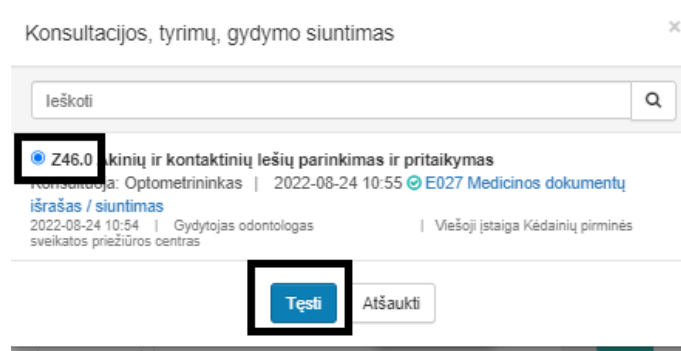 Konsultacijos, tyrimų, gydymo siuntimas
×
Ieškoti
Z46.0 Akinių ir kontaktinių lešių parinkimas ir pritaikymas
Konsultuoja: Optometrininkas | 2022-08-24 10:55 E027 Medicinos dokumentų
išrašas / siuntimas
2022-08-24 10:54 | Gydytojas odontologas | Viešoji įstaiga Kėdainių pirminės
sveikatos priežiūros centras
Tęsti Atšaukti